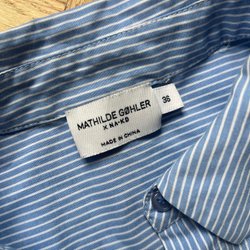 MATHILDE GØHLER
X NA-KD
MADE IN CHINA
36